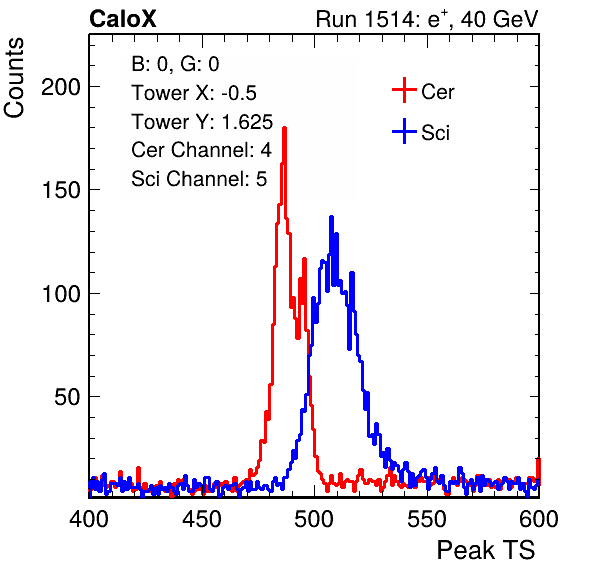 CaloX Run 1514: e+, 40 GeV
Counts
B: 0, G: 0
Tower X: -0.5
Tower Y: 1.625
Cer Channel: 4
Sci Channel: 5
Cer
Sci
200
150
100
50
400 450 500 550 600
Peak TS